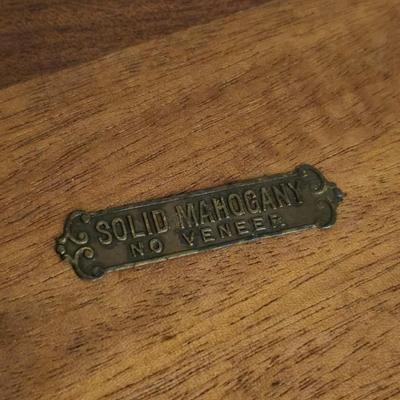 SOLID MAHOGANY
NO VENEER